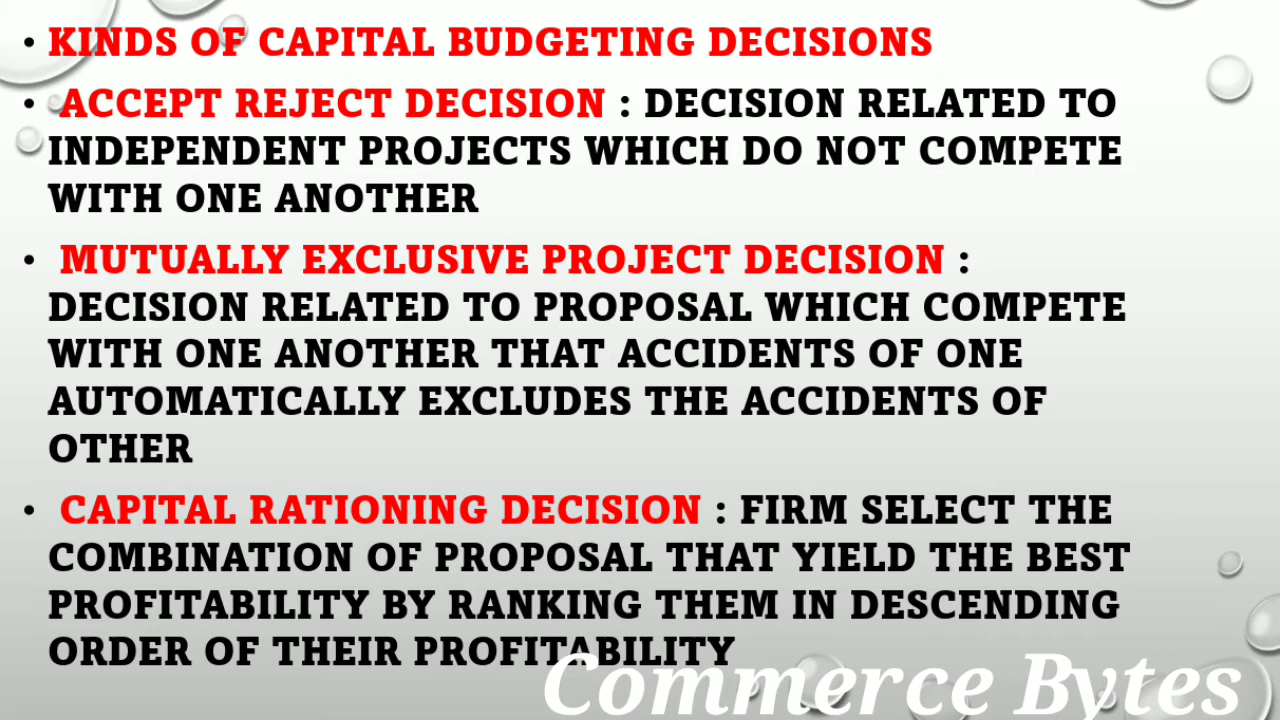 • KINDS OF CAPITAL BUDGETING DECISIONS
• ACCEPT REJECT DECISION : DECISION RELATED TO
INDEPENDENT PROJECTS WHICH DO NOT COMPETE
WITH ONE ANOTHER
• MUTUALLY EXCLUSIVE PROJECT DECISION :
DECISION RELATED TO PROPOSAL WHICH COMPETE
WITH ONE ANOTHER THAT ACCIDENTS OF ONE
AUTOMATICALLY EXCLUDES THE ACCIDENTS OF
OTHER
• CAPITAL RATIONING DECISION : FIRM SELECT THE
COMBINATION OF PROPOSAL THAT YIELD THE BEST
PROFITABILITY BY RANKING THEM IN DESCENDING
ORDER OF THEIR PROFITABILITY
Commerce Bytes